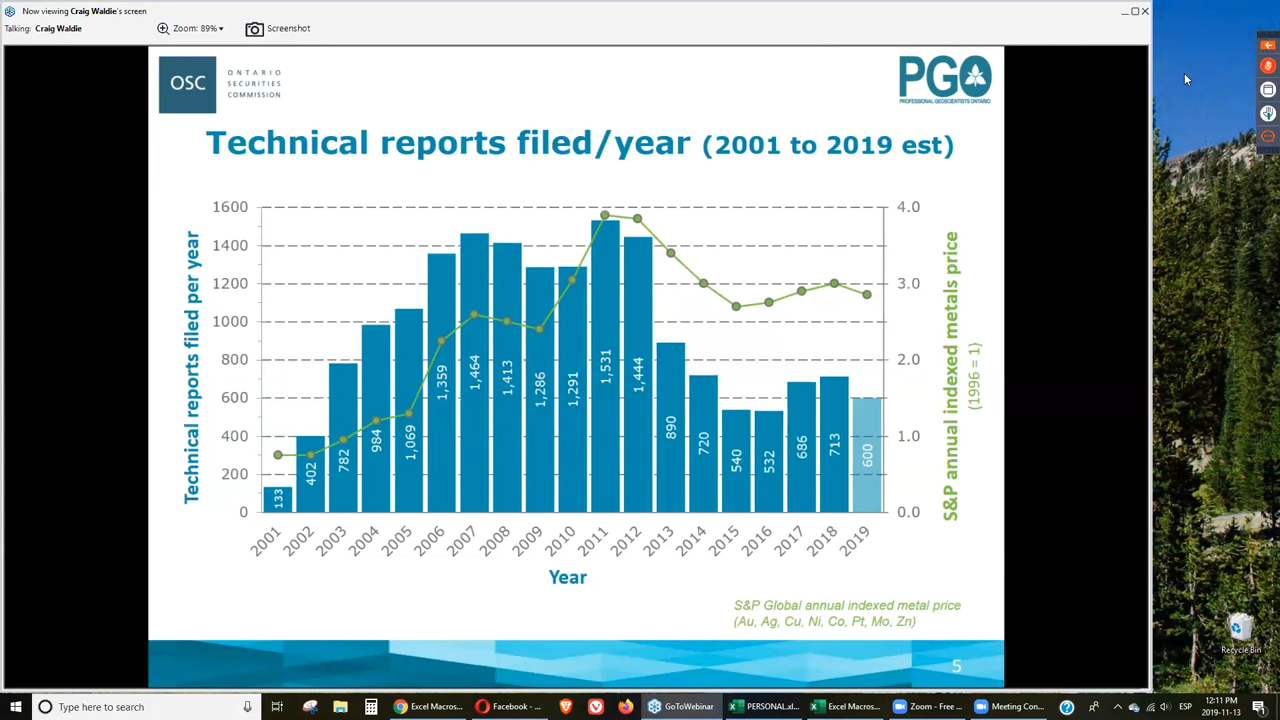 Now viewing Craig Waldie's screen
Talking: Craig Waldie
Zoom: 89%
Screenshot
OSC
ONTARIO
SECURITIES
COMMISSION
PGO
PROFESSIONAL GEOSCIENTISTS ONTARIO
Technical reports filed/year (2001 to 2019 est)
Technical reports filed per year
1600
1400
1200
1000
800
600
400
200
0
133
402
782
984
1,069
1,359
1,464
1,413
1,286
1,291
1,531
1,444
890
720
540
532
686
713
600
4.0
3.0
2.0
1.0
0.0
S&P annual indexed metals price
(1996 = 1)
2001 2002 2003 2004 2005 2006 2007 2008 2009 2010 2011 2012 2013 2014 2015 2016 2017 2018 2019
Year
S&P Global annual indexed metal price
(Au, Ag, Cu, Ni, Co, Pt, Mo, Zn)
5
Recycle Bin
Type here to search
Excel Macros...
Facebook - ...
GoToWebinar
PERSONAL.xl...
Excel Macros...
Zoom - Free ...
Meeting Con...
ESP
12:11 PM
2019-11-13